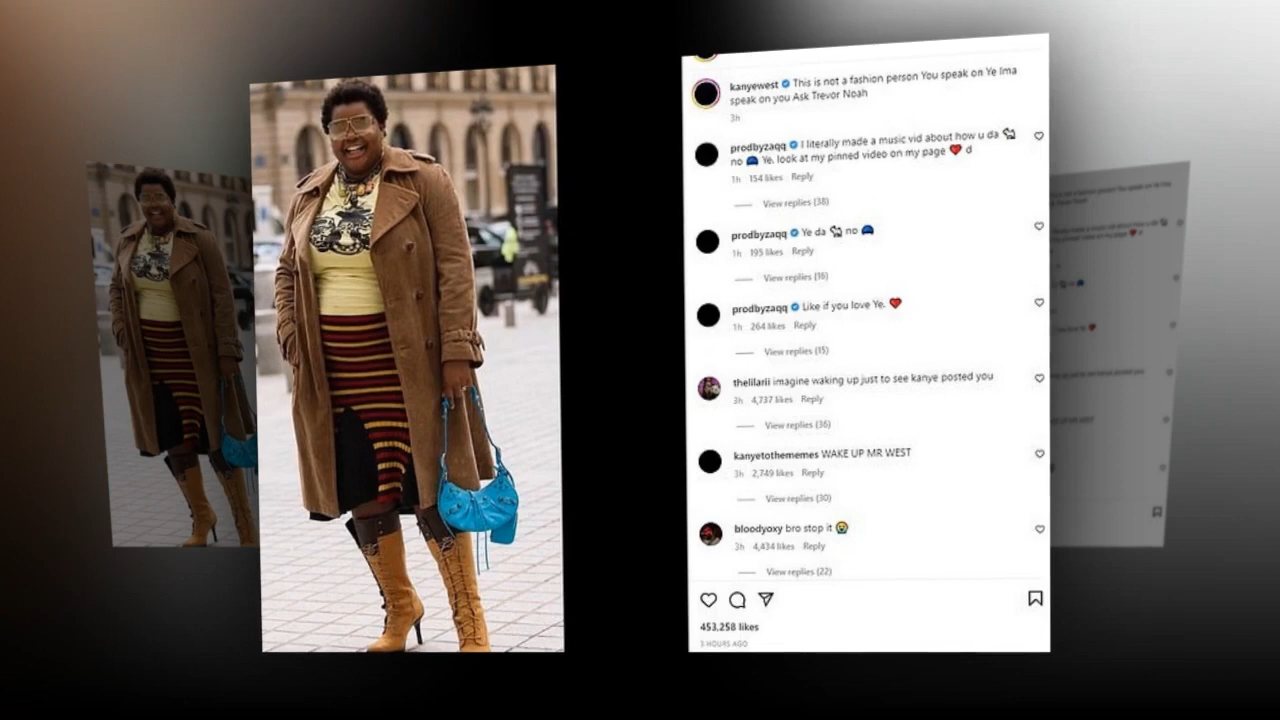 kanyewest This is not a fashion person You speak on Ye Ima
speak on you Ask Trevor Noah
3h
prodbyzaqq I literally made a music vid about how u da 🐐
no 🧢 Ye. look at my pinned video on my page ❤️ d
1h 154 likes Reply
View replies (38)
prodbyzaqq Ye da 🐐 no 🧢
1h 195 likes Reply
View replies (16)
prodbyzaqq Like if you love Ye. ❤️
1h 264 likes Reply
View replies (15)
thelilarii imagine waking up just to see kanye posted you
3h 4,737 likes Reply
View replies (36)
kanyetothememes WAKE UP MR WEST
3h 2,749 likes Reply
View replies (30)
bloodyoxy bro stop it 😭
3h 4,434 likes Reply
View replies (22)
453,258 likes
3 HOURS AGO